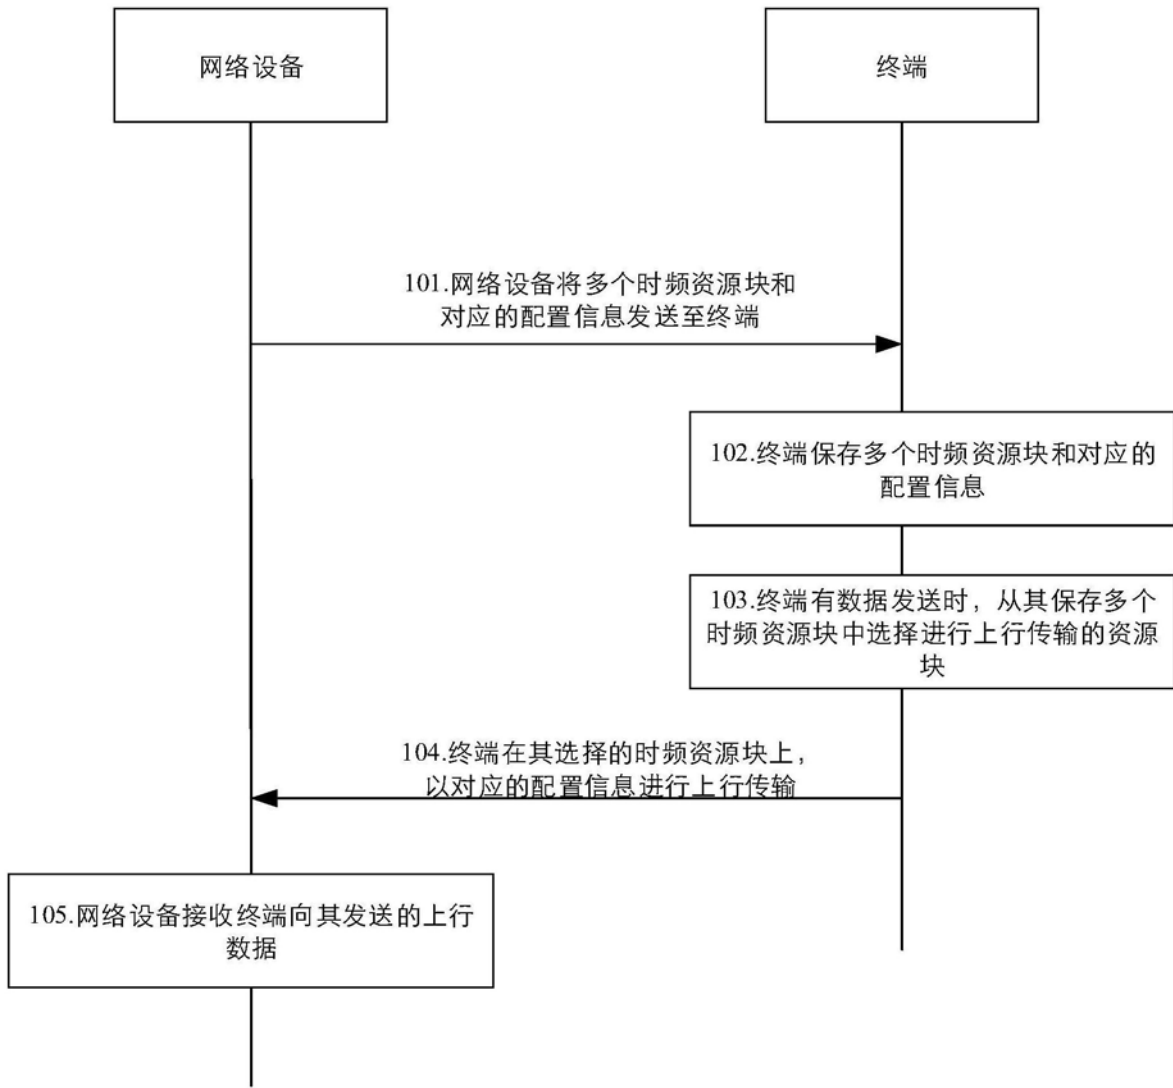 网络设备
终端
101.网络设备将多个时频资源块和
对应的配置信息发送至终端
102.终端保存多个时频资源块和对应的
配置信息
103.终端有数据发送时，从其保存多个
时频资源块中选择进行上行传输的资源
块
104.终端在其选择的时频资源块上，
以对应的配置信息进行上行传输
105.网络设备接收终端向其发送的上行
数据